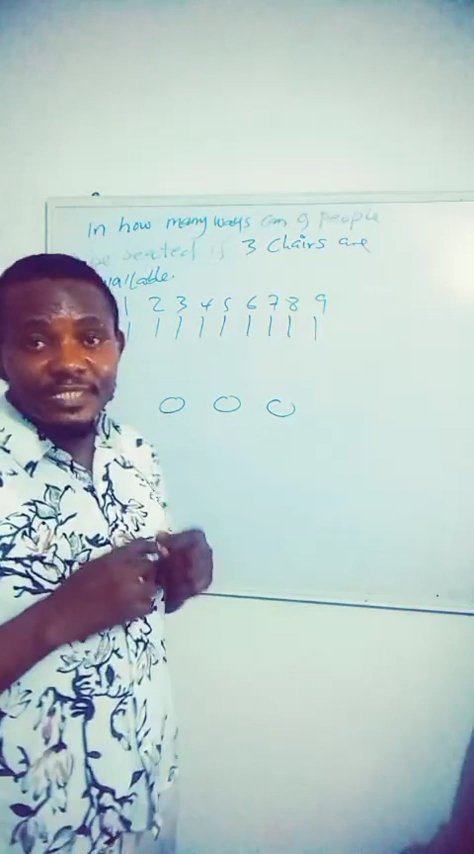 In how many ways can 9 people
be seated if 3 chairs are
available.
1 2 3 4 5 6 7 8 9